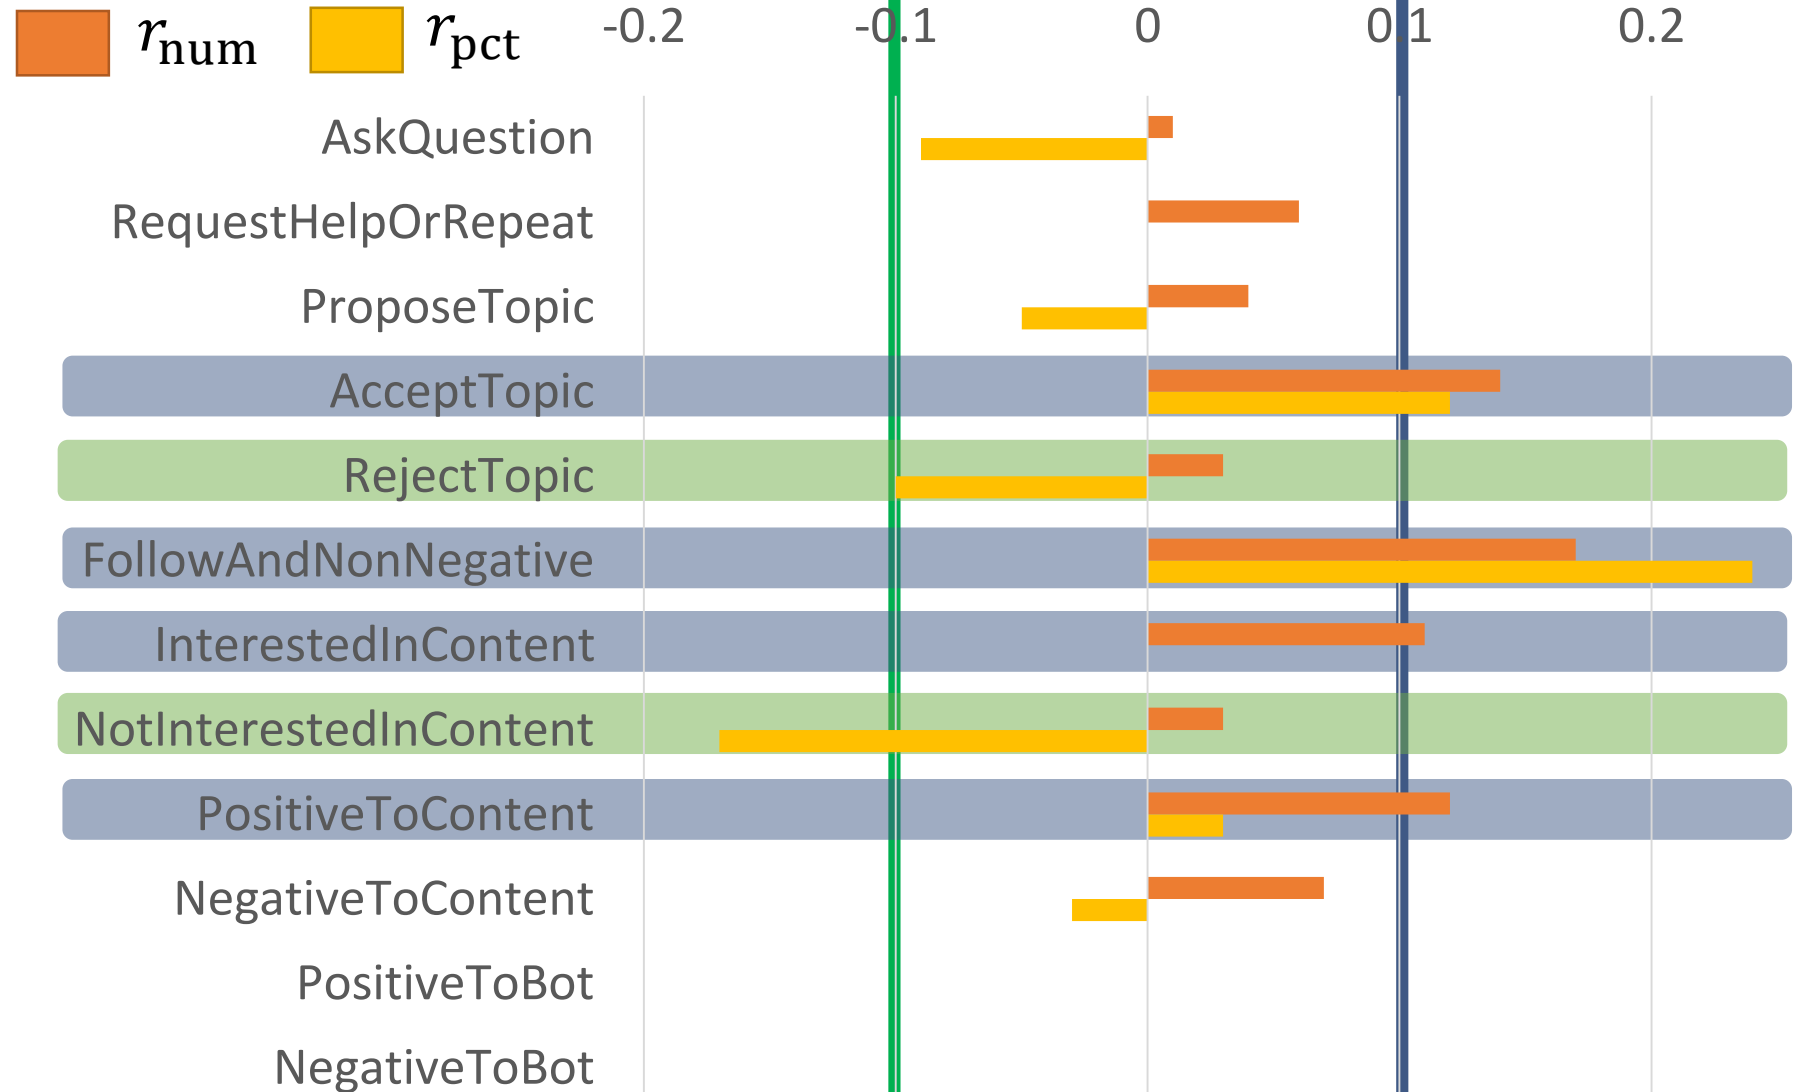 r_num r_pct -0.2 -0.1 0 0.1 0.2
AskQuestion
RequestHelpOrRepeat
ProposeTopic
AcceptTopic
RejectTopic
FollowAndNonNegative
InterestedInContent
NotInterestedInContent
PositiveToContent
NegativeToContent
PositiveToBot
NegativeToBot